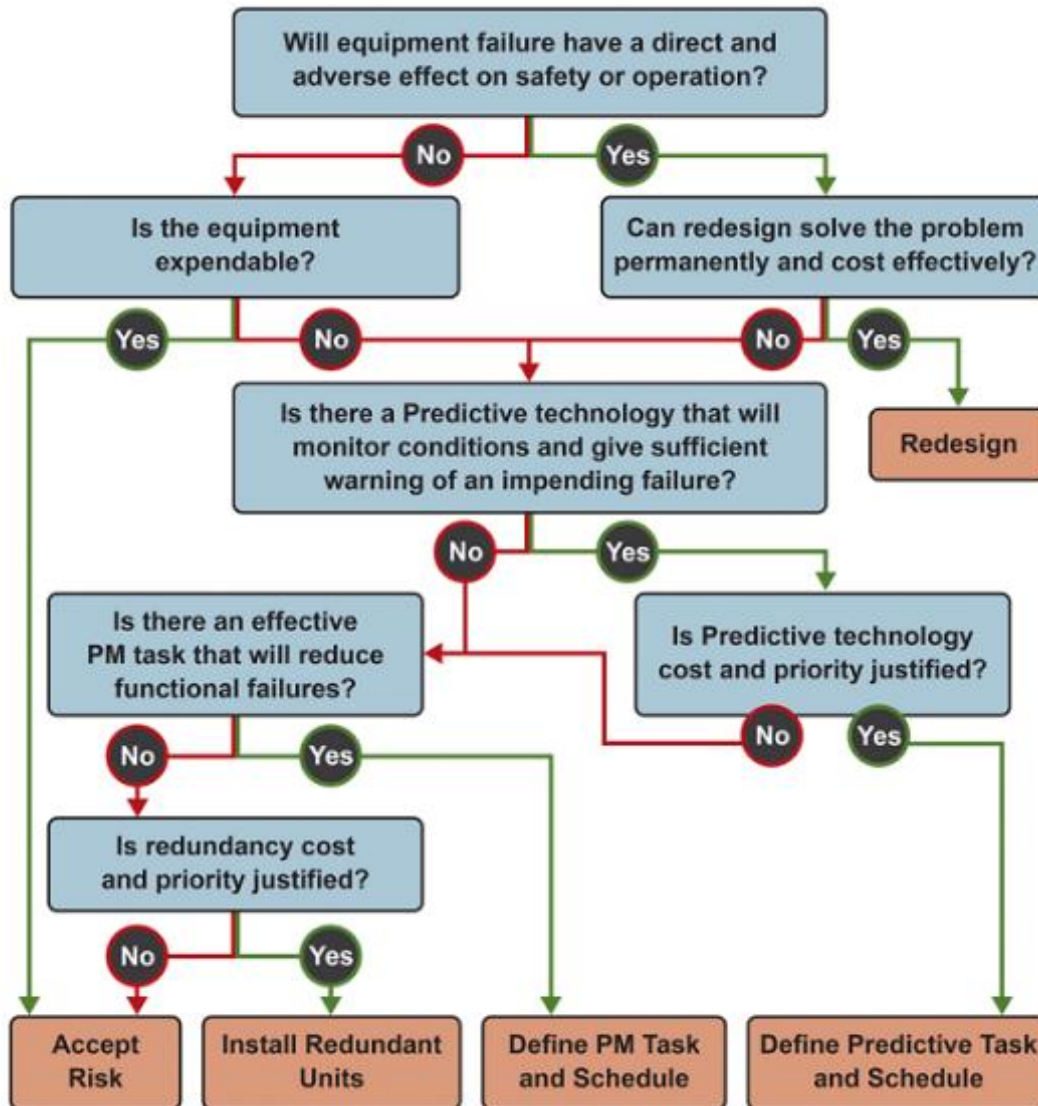 Will equipment failure have a direct and
adverse effect on safety or operation?
No
Yes
Is the equipment
expendable?
Can redesign solve the problem
permanently and cost effectively?
Yes
No
No
Yes
Is there a Predictive technology that will
monitor conditions and give sufficient
warning of an impending failure?
Redesign
No
Yes
Is there an effective
PM task that will reduce
functional failures?
Is Predictive technology
cost and priority justified?
No
Yes
No
Yes
Is redundancy cost
and priority justified?
No
Yes
Accept
Risk
Install Redundant
Units
Define PM Task
and Schedule
Define Predictive Task
and Schedule